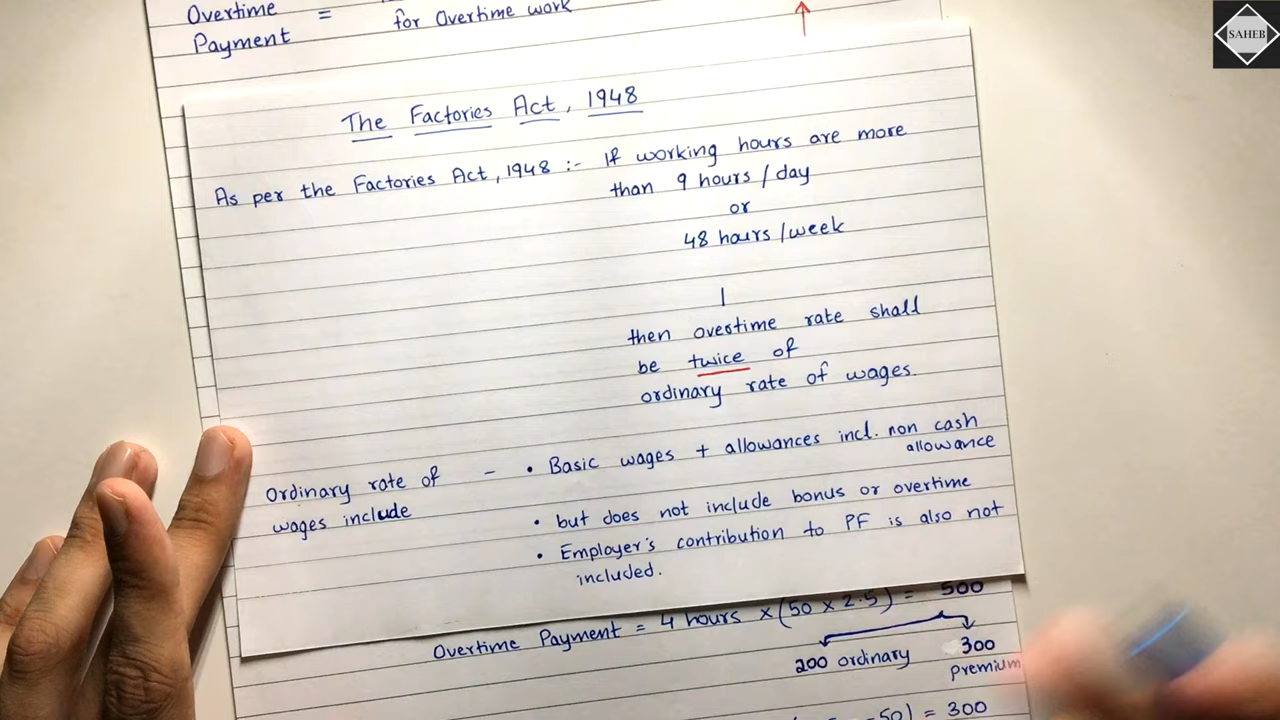 Overtime Payment =
for Overtime work
SAHEB
The Factories Act, 1948
As per the Factories Act, 1948 :- If working hours are more
than 9 hours / day
or
48 hours / week
then overtime rate shall
be twice of
ordinary rate of wages.
Ordinary rate of wages include - • Basic wages + allowances incl. non cash
allowance
• but does not include bonus or overtime
• Employer's contribution to PF is also not
included.
Overtime Payment = 4 hours × (50 × 2.5) = 500
200 ordinary 300
premium
50) = 300